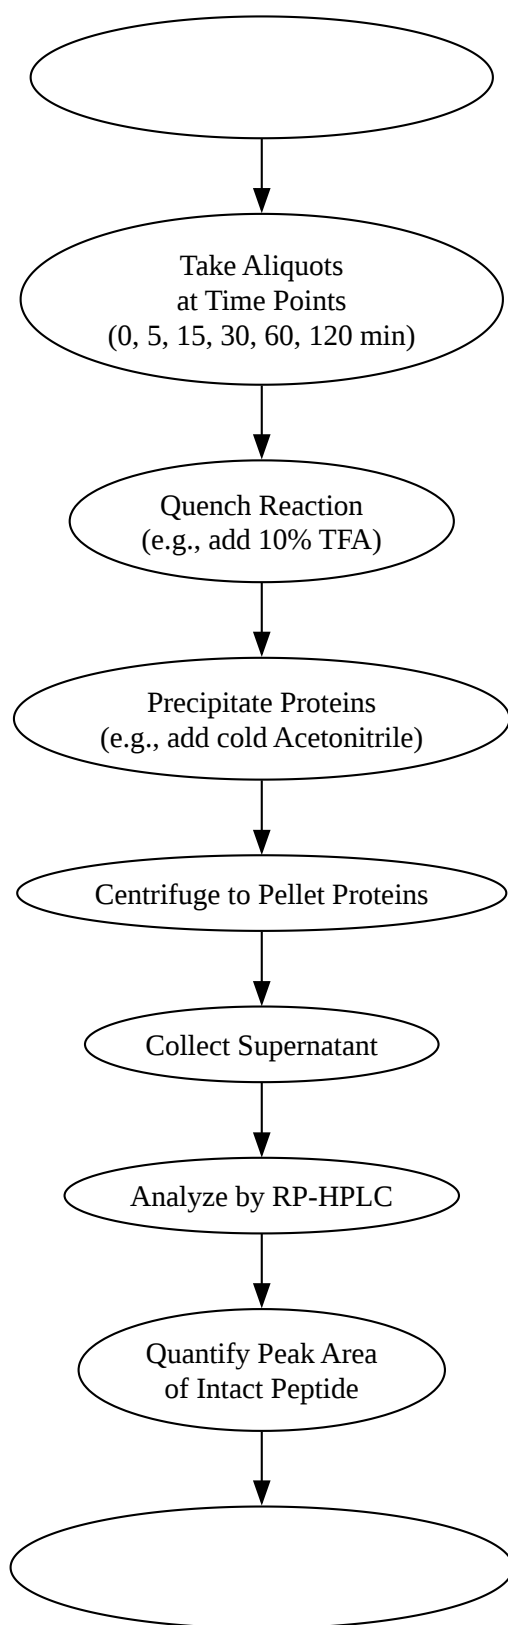 Take Aliquots
at Time Points
(0, 5, 15, 30, 60, 120 min)
Quench Reaction
(e.g., add 10% TFA)
Precipitate Proteins
(e.g., add cold Acetonitrile)
Centrifuge to Pellet Proteins
Collect Supernatant
Analyze by RP-HPLC
Quantify Peak Area
of Intact Peptide